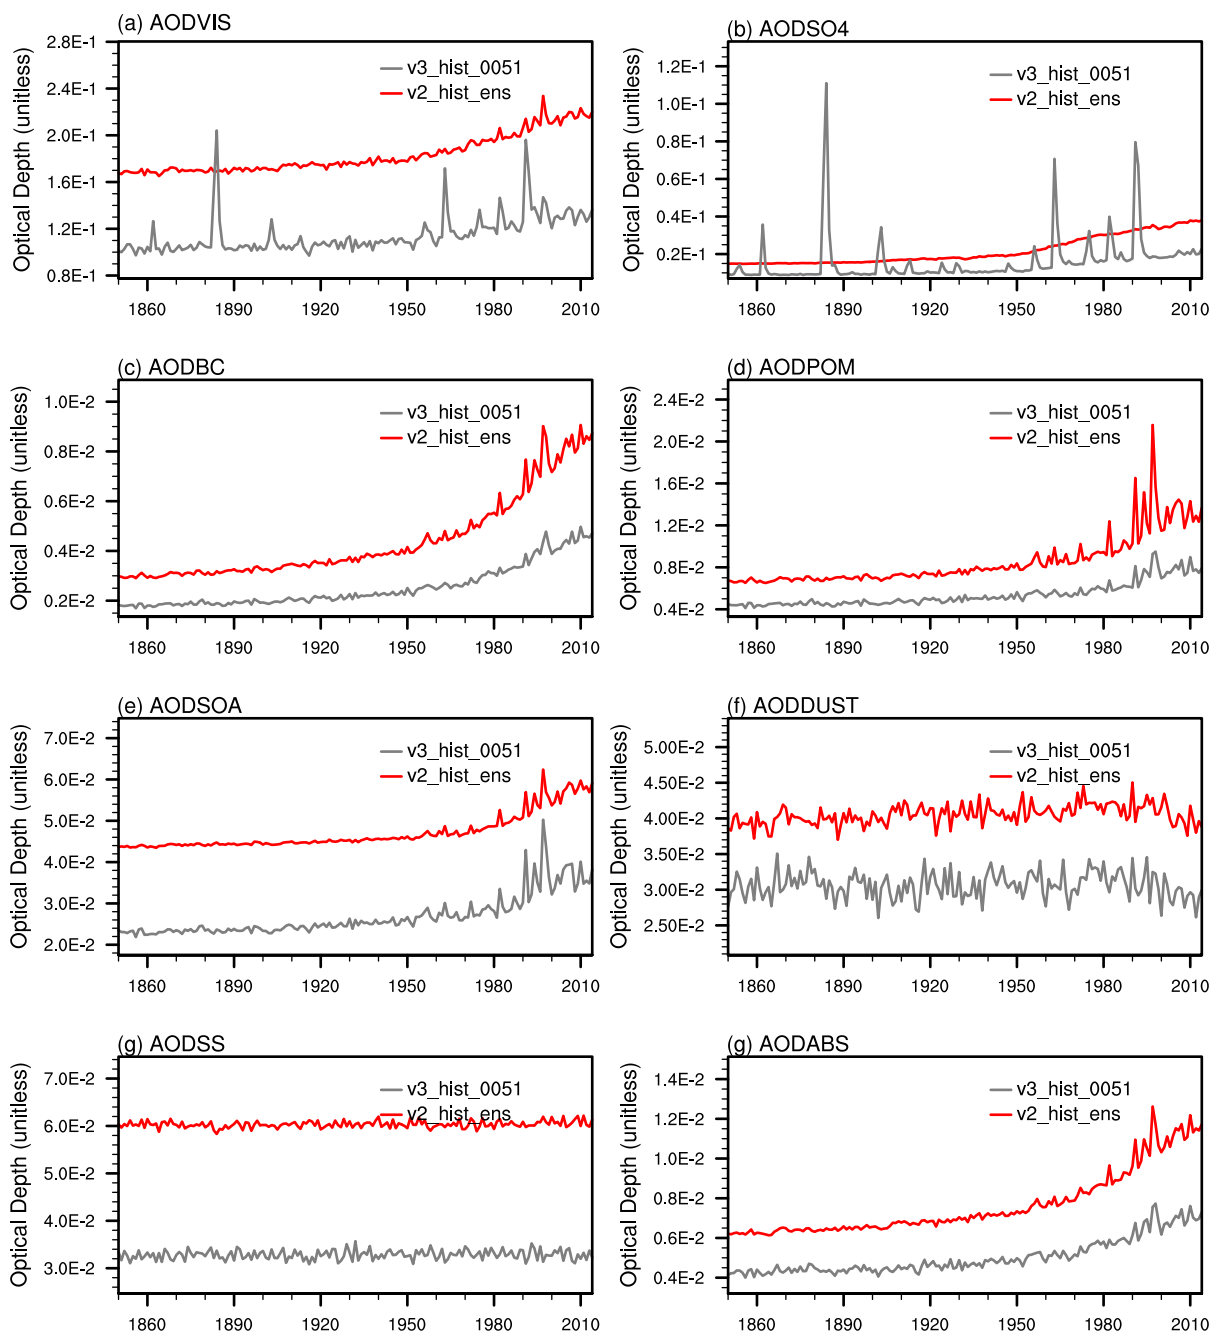 (a) AODVIS
Optical Depth (unitless)
2.8E-1
2.4E-1
2.0E-1
1.6E-1
1.2E-1
0.8E-1
v3_hist_0051
v2_hist_ens
1860 1890 1920 1950 1980 2010
(b) AODSO4
Optical Depth (unitless)
1.2E-1
1.0E-1
0.8E-1
0.6E-1
0.4E-1
0.2E-1
v3_hist_0051
v2_hist_ens
1860 1890 1920 1950 1980 2010
(c) AODBC
Optical Depth (unitless)
1.0E-2
0.8E-2
0.6E-2
0.4E-2
0.2E-2
v3_hist_0051
v2_hist_ens
1860 1890 1920 1950 1980 2010
(d) AODPOM
Optical Depth (unitless)
2.4E-2
2.0E-2
1.6E-2
1.2E-2
0.8E-2
0.4E-2
v3_hist_0051
v2_hist_ens
1860 1890 1920 1950 1980 2010
(e) AODSOA
Optical Depth (unitless)
7.0E-2
6.0E-2
5.0E-2
4.0E-2
3.0E-2
2.0E-2
v3_hist_0051
v2_hist_ens
1860 1890 1920 1950 1980 2010
(f) AODDUST
Optical Depth (unitless)
5.00E-2
4.50E-2
4.00E-2
3.50E-2
3.00E-2
2.50E-2
v3_hist_0051
v2_hist_ens
1860 1890 1920 1950 1980 2010
(g) AODSS
Optical Depth (unitless)
7.0E-2
6.0E-2
5.0E-2
4.0E-2
3.0E-2
v3_hist_0051
v2_hist_ens
1860 1890 1920 1950 1980 2010
(g) AODABS
Optical Depth (unitless)
1.4E-2
1.2E-2
1.0E-2
0.8E-2
0.6E-2
0.4E-2
v3_hist_0051
v2_hist_ens
1860 1890 1920 1950 1980 2010